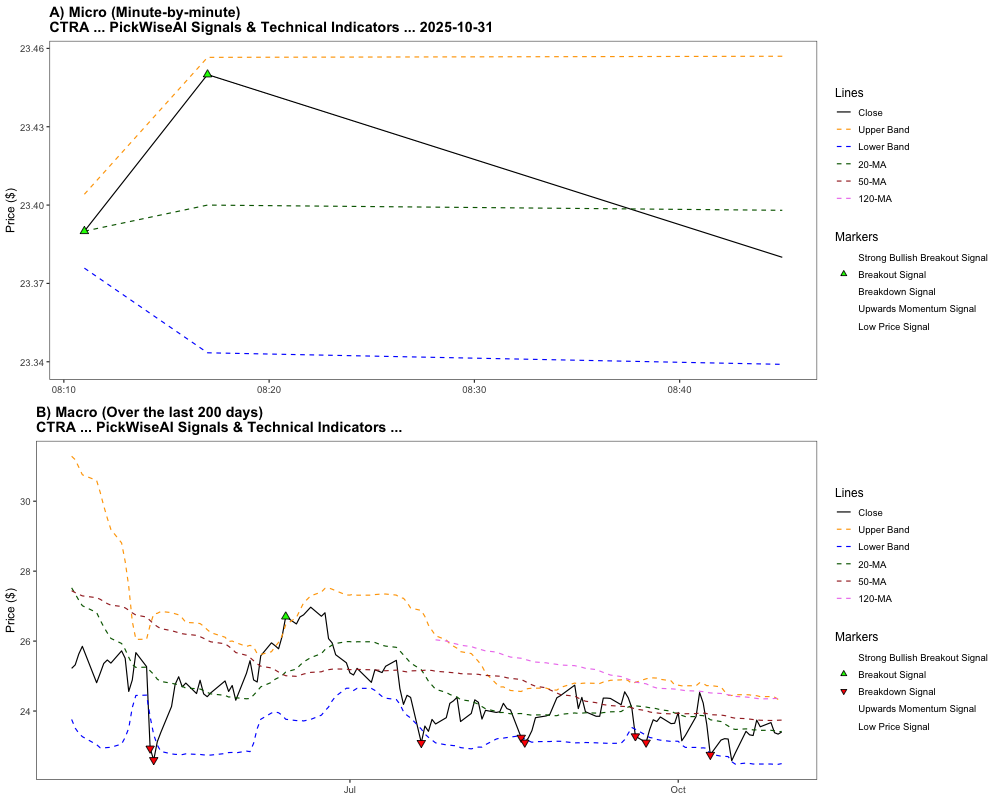 A) Micro (Minute-by-minute)
CTRA ... PickWiseAI Signals & Technical Indicators ... 2025-10-31
Price ($)
23.46
23.43
23.40
23.37
23.34
08:10
08:20
08:30
08:40
Lines
Close
Upper Band
Lower Band
20-MA
50-MA
120-MA
Markers
Strong Bullish Breakout Signal
Breakout Signal
Breakdown Signal
Upwards Momentum Signal
Low Price Signal
B) Macro (Over the last 200 days)
CTRA ... PickWiseAI Signals & Technical Indicators ...
Price ($)
30
28
26
24
Jul
Oct
Lines
Close
Upper Band
Lower Band
20-MA
50-MA
120-MA
Markers
Strong Bullish Breakout Signal
Breakout Signal
Breakdown Signal
Upwards Momentum Signal
Low Price Signal